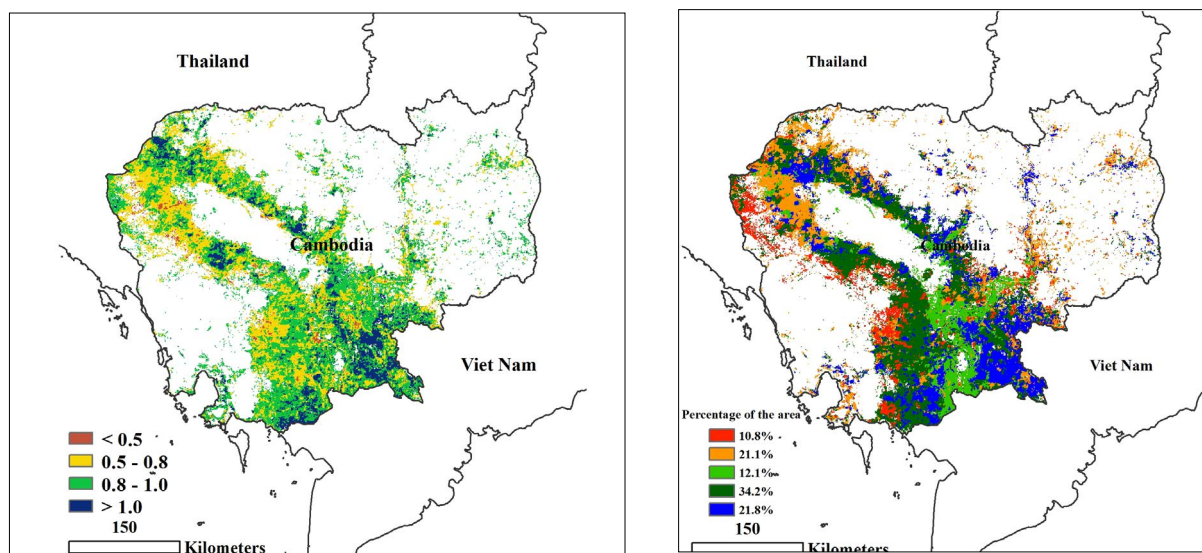 Thailand
Cambodia
Viet Nam
< 0.5
0.5 - 0.8
0.8 - 1.0
> 1.0
150
Kilometers
Thailand
Cambodia
Viet Nam
Percentage of the area
10.8%
21.1%
12.1%
34.2%
21.8%
150
Kilometers